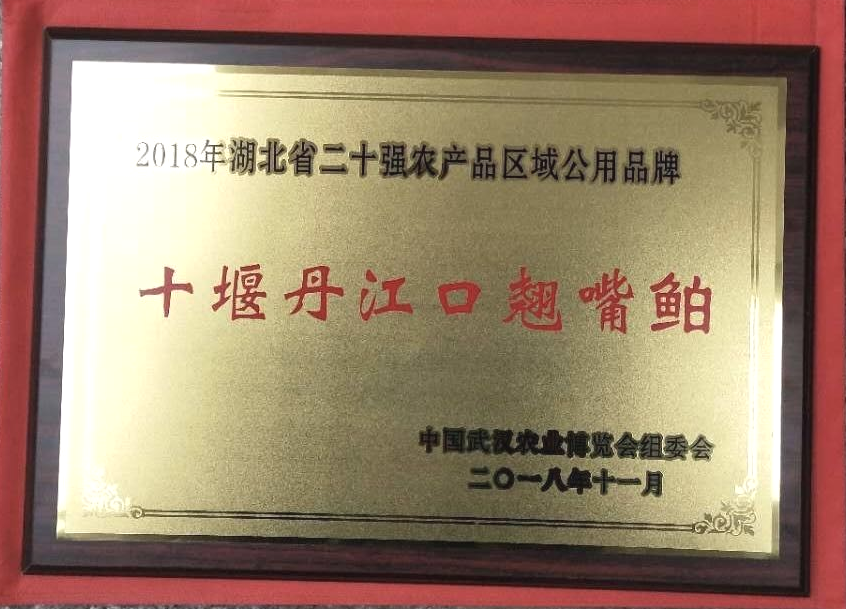 2018年湖北省二十强农产品区域公用品牌
十堰丹江口翘嘴鲌
中国武汉农业博览会组委会
二〇一八年十一月